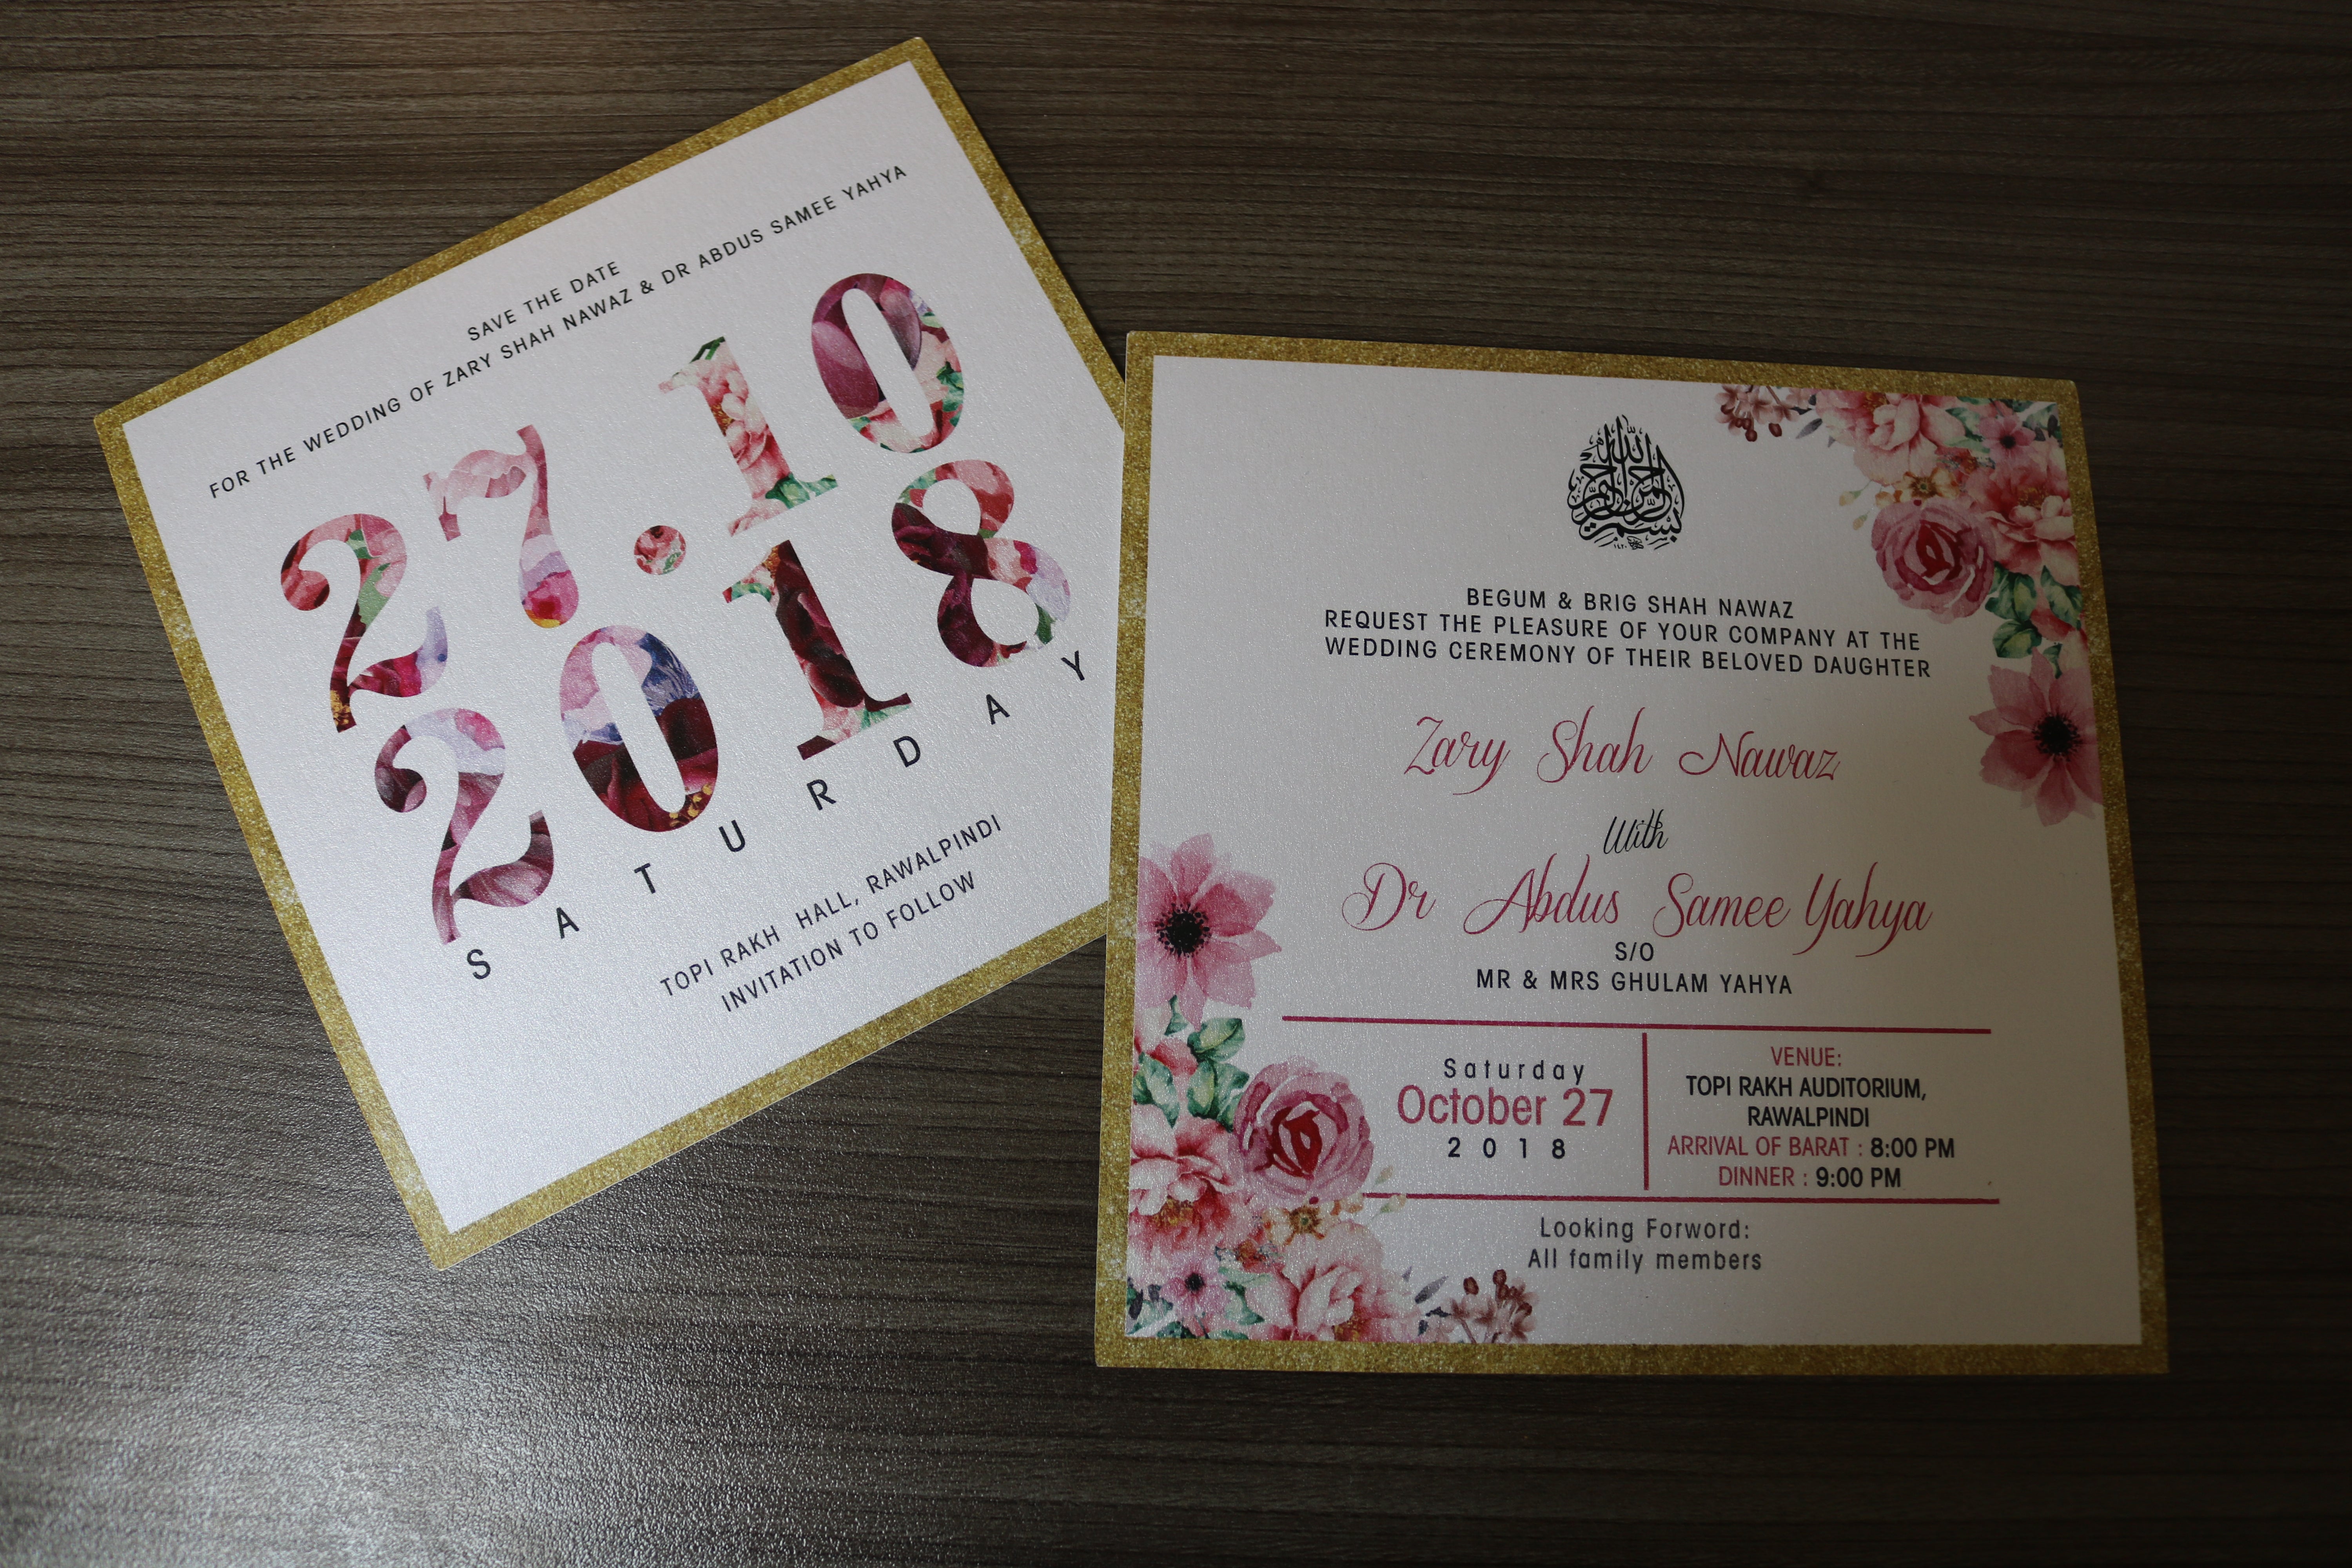 SAVE THE DATE
FOR THE WEDDING OF ZARY SHAH NAWAZ & DR ABDUS SAMEE YAHYA
27.10
2018
SATURDAY
TOPI RAKH HALL, RAWALPINDI
INVITATION TO FOLLOW
بسم الله الرحمن الرحيم
BEGUM & BRIG SHAH NAWAZ
REQUEST THE PLEASURE OF YOUR COMPANY AT THE
WEDDING CEREMONY OF THEIR BELOVED DAUGHTER
Zary Shah Nawaz
With
Dr Abdus Samee Yahya
S/O
MR & MRS GHULAM YAHYA
Saturday
October 27
2018
VENUE:
TOPI RAKH AUDITORIUM,
RAWALPINDI
ARRIVAL OF BARAT : 8:00 PM
DINNER : 9:00 PM
Looking Forword:
All family members